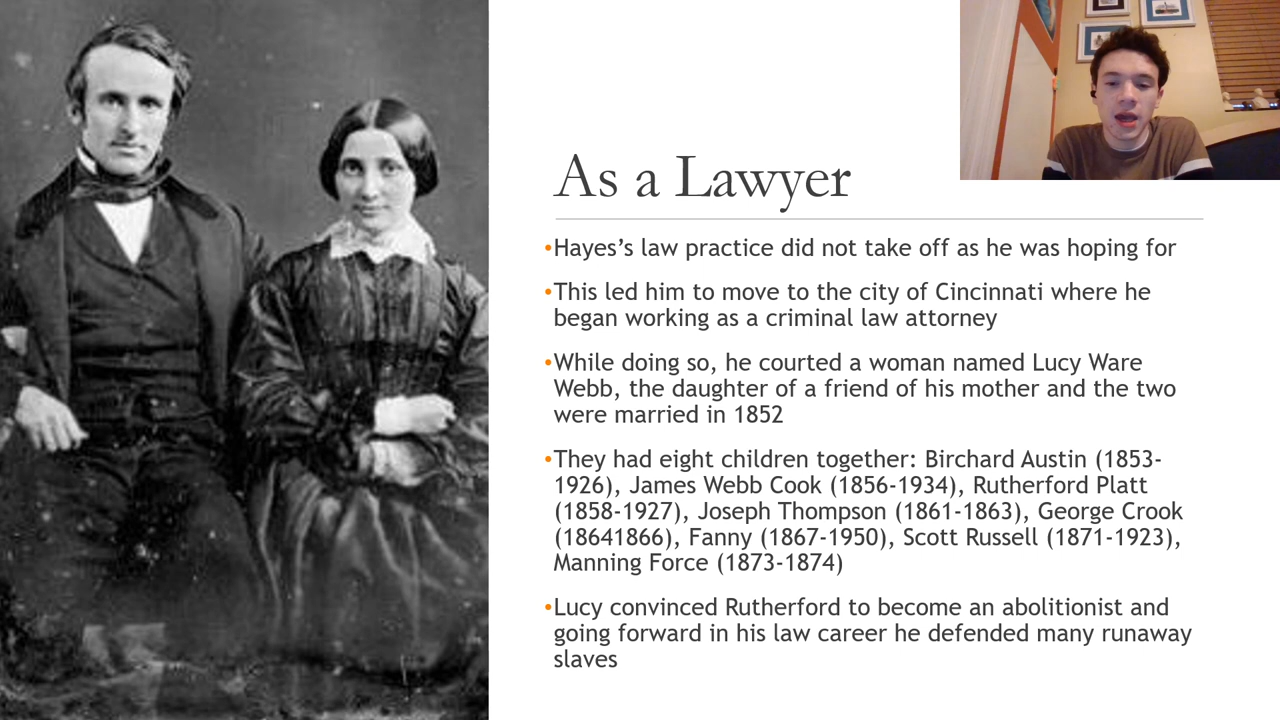 As a Lawyer
•Hayes’s law practice did not take off as he was hoping for
•This led him to move to the city of Cincinnati where he
began working as a criminal law attorney
•While doing so, he courted a woman named Lucy Ware
Webb, the daughter of a friend of his mother and the two
were married in 1852
•They had eight children together: Birchard Austin (1853-
1926), James Webb Cook (1856-1934), Rutherford Platt
(1858-1927), Joseph Thompson (1861-1863), George Crook
(18641866), Fanny (1867-1950), Scott Russell (1871-1923),
Manning Force (1873-1874)
•Lucy convinced Rutherford to become an abolitionist and
going forward in his law career he defended many runaway
slaves